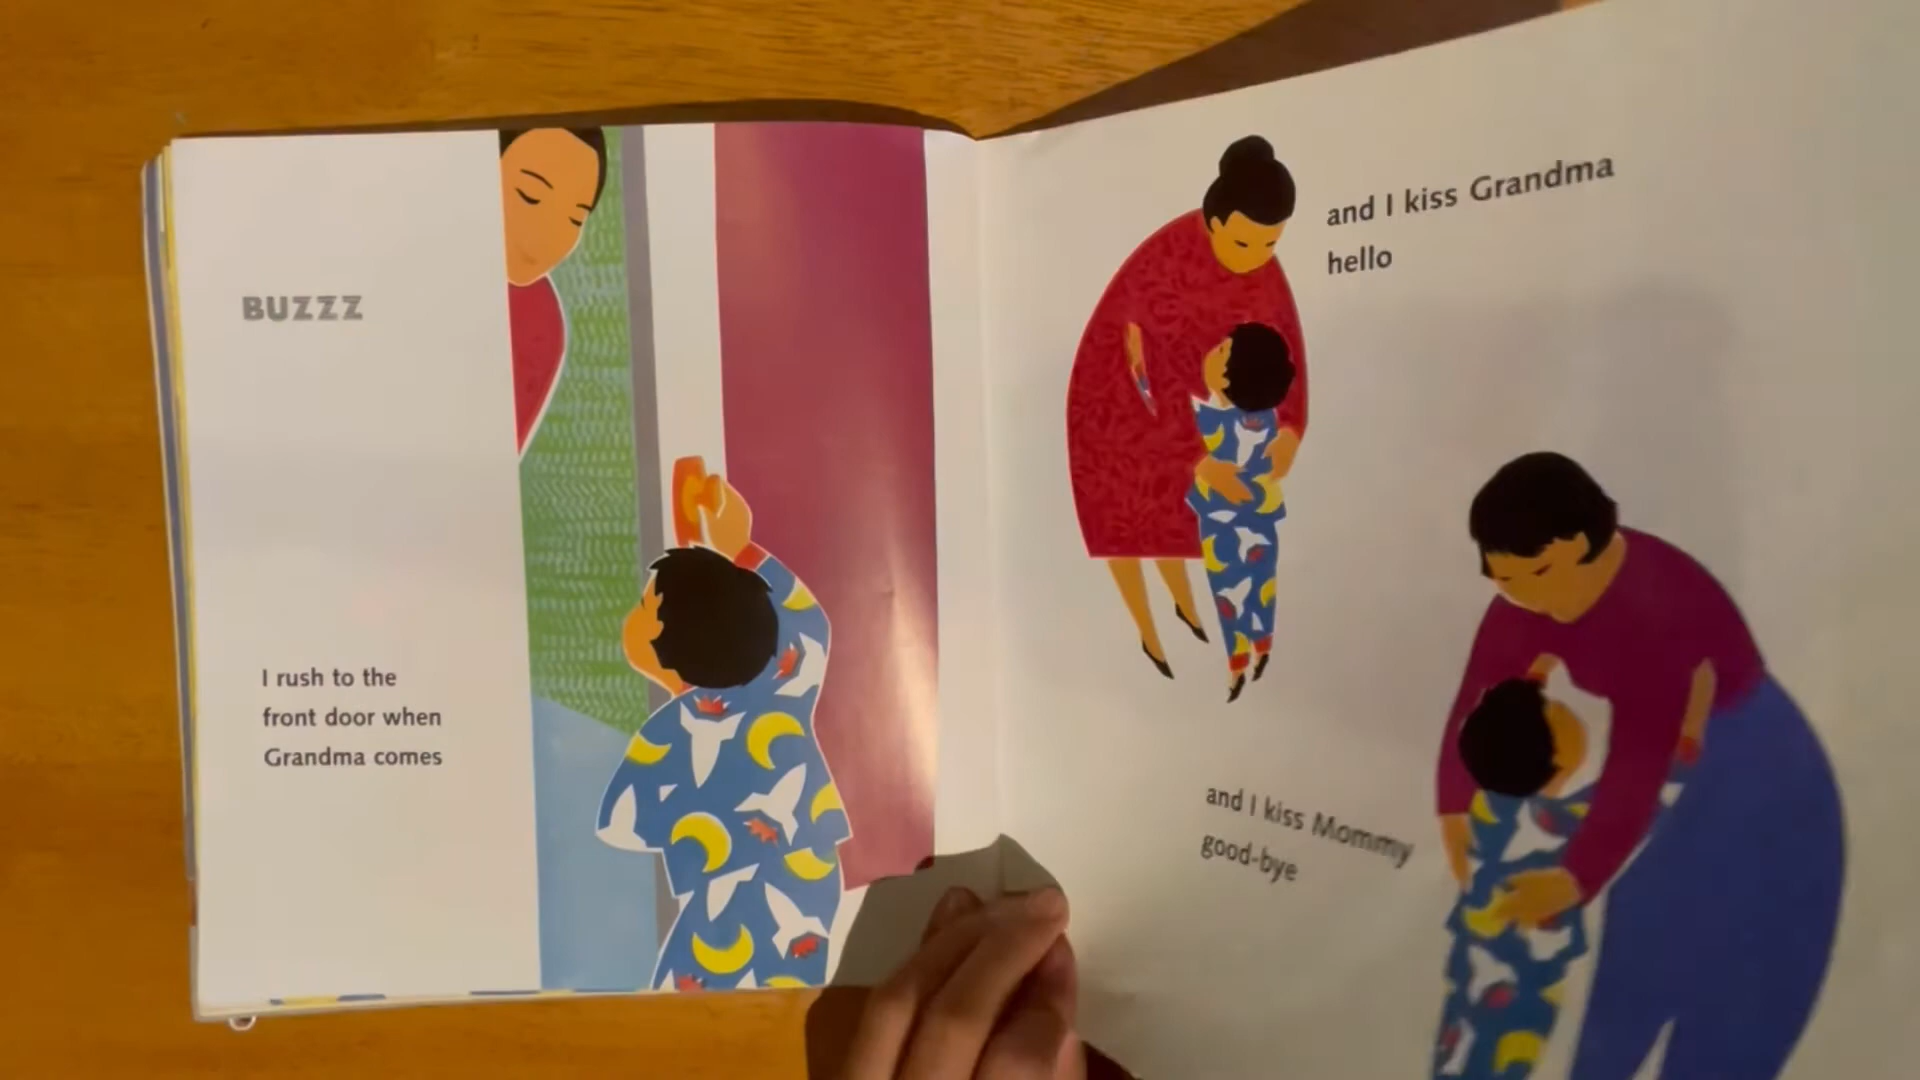 BUZZZ
I rush to the
front door when
Grandma comes
and I kiss Grandma
hello
and I kiss Mommy
good-bye